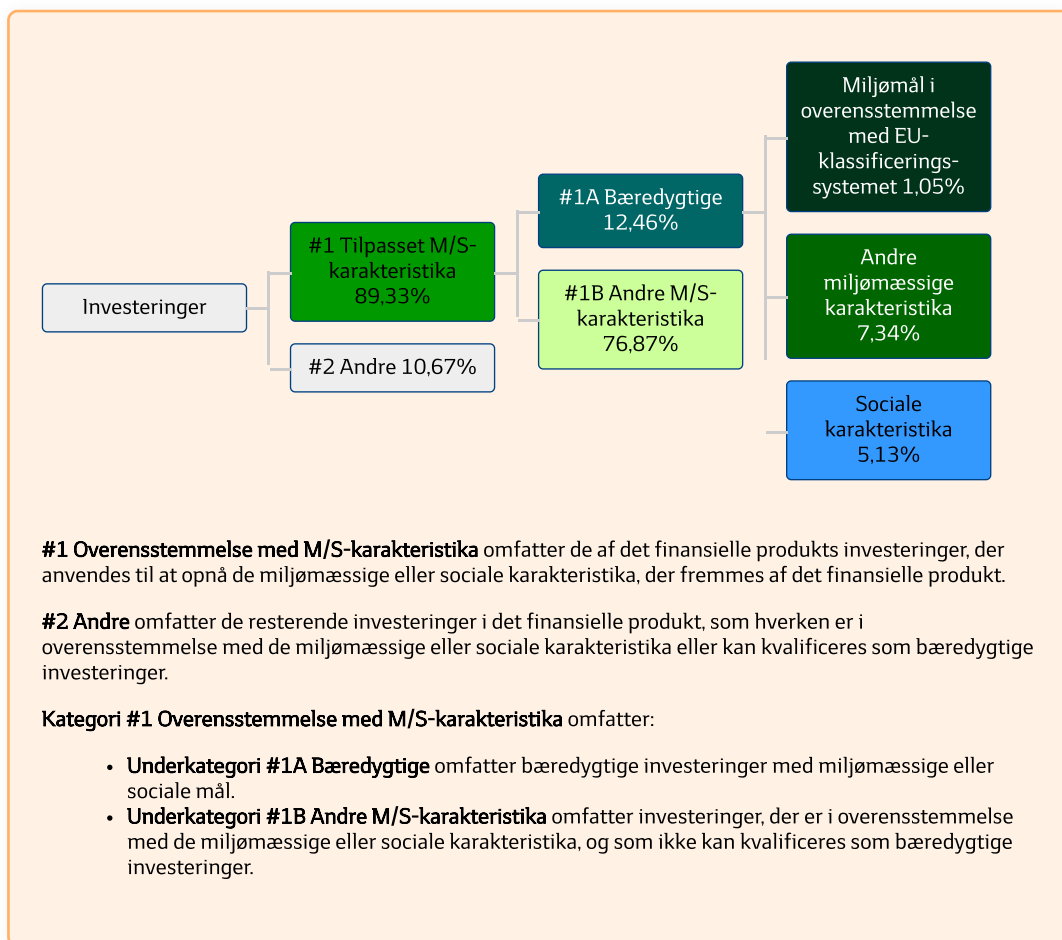 Investeringer
#1 Tilpasset M/S-
karakteristika
89,33%
#2 Andre 10,67%
#1A Bæredygtige
12,46%
#1B Andre M/S-
karakteristika
76,87%
Miljømål i
overensstemmelse
med EU-
klassificerings-
systemet 1,05%
Andre
miljømæssige
karakteristika
7,34%
Sociale
karakteristika
5,13%
#1 Overensstemmelse med M/S-karakteristika omfatter de af det finansielle produkts investeringer, der
anvendes til at opnå de miljømæssige eller sociale karakteristika, der fremmes af det finansielle produkt.
#2 Andre omfatter de resterende investeringer i det finansielle produkt, som hverken er i
overensstemmelse med de miljømæssige eller sociale karakteristika eller kan kvalificeres som bæredygtige
investeringer.
Kategori #1 Overensstemmelse med M/S-karakteristika omfatter:
• Underkategori #1A Bæredygtige omfatter bæredygtige investeringer med miljømæssige eller
sociale mål.
• Underkategori #1B Andre M/S-karakteristika omfatter investeringer, der er i overensstemmelse
med de miljømæssige eller sociale karakteristika, og som ikke kan kvalificeres som bæredygtige
investeringer.